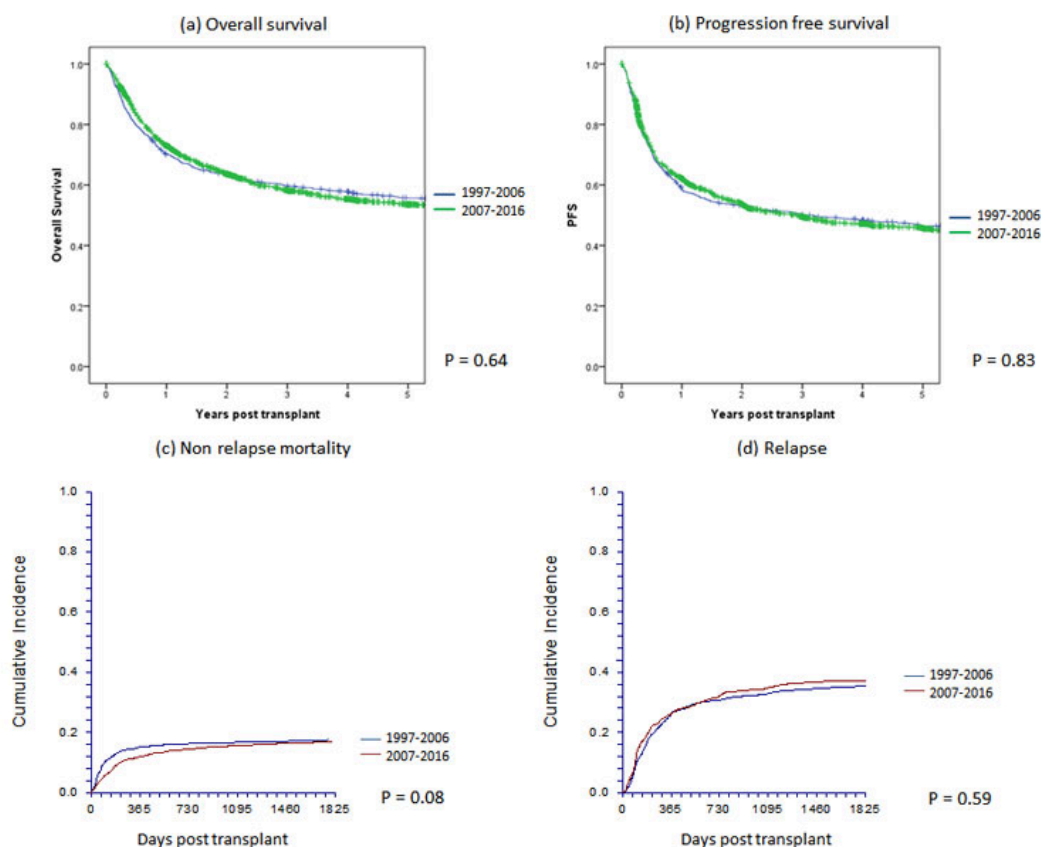 (a) Overall survival
1.0
0.8
0.6
0.4
0.2
0.0
Overall Survival
0 1 2 3 4 5
Years post transplant
1997-2006
2007-2016
P = 0.64
(b) Progression free survival
1.0
0.8
0.6
0.4
0.2
0.0
PFS
0 1 2 3 4 5
Years post transplant
1997-2006
2007-2016
P = 0.83
(c) Non relapse mortality
1.0
0.8
0.6
0.4
0.2
0.0
Cumulative Incidence
0 365 730 1095 1460 1825
Days post transplant
1997-2006
2007-2016
P = 0.08
(d) Relapse
1.0
0.8
0.6
0.4
0.2
0.0
Cumulative Incidence
0 365 730 1095 1460 1825
Days post transplant
1997-2006
2007-2016
P = 0.59